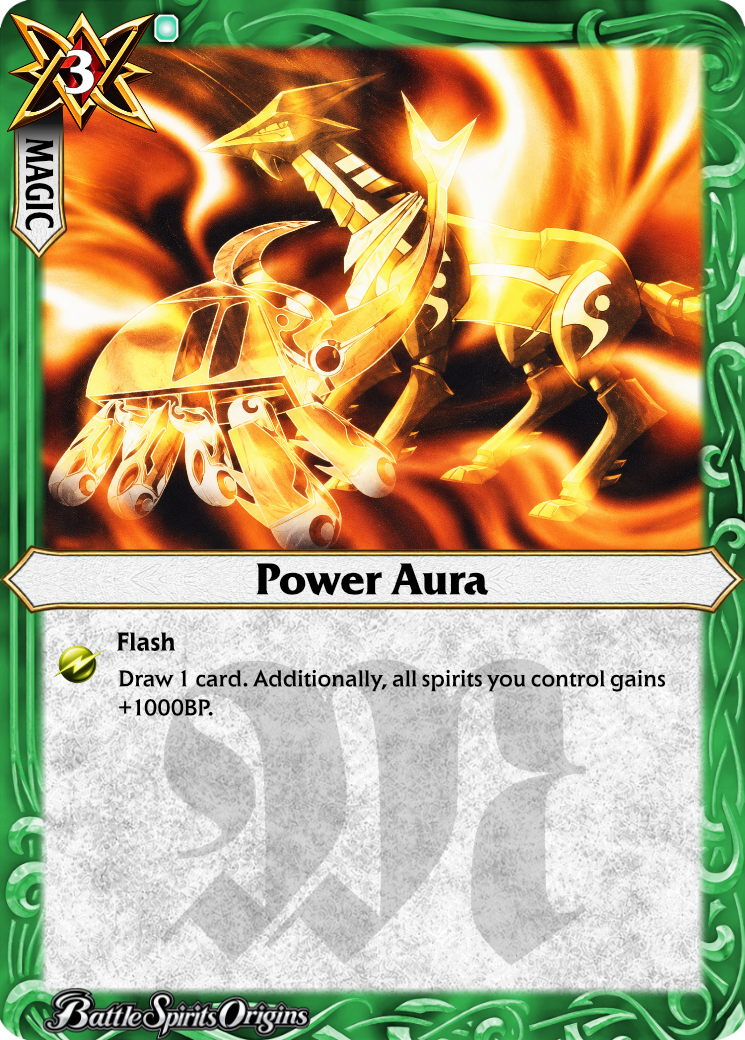 3
MAGIC
Power Aura
Flash
Draw 1 card. Additionally, all spirits you control gains
+1000BP.
M
Battle Spirits Origins